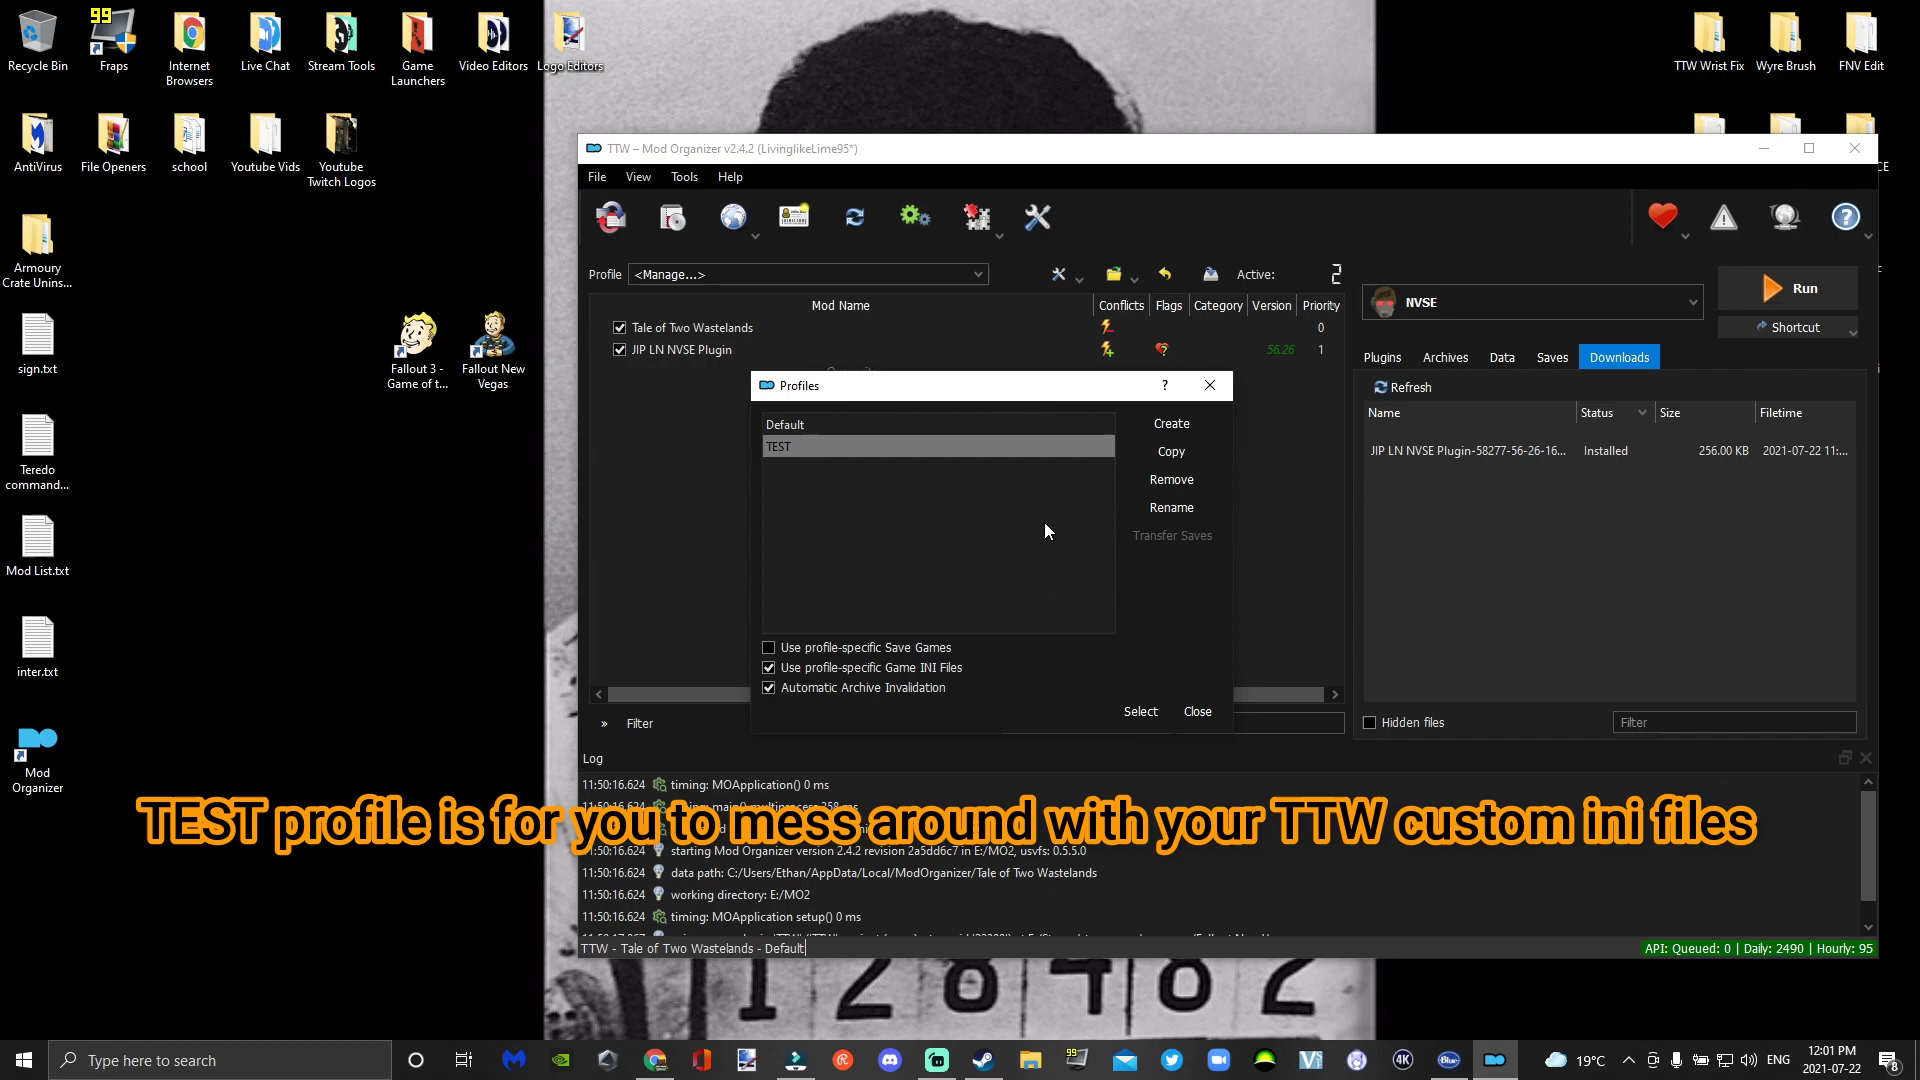 99
Recycle Bin
Fraps
Internet Browsers
Live Chat
Stream Tools
Game Launchers
Video Editors
Logo Editors
TTW Wrist Fix
Wyre Brush
FNV Edit
AntiVirus
File Openers
school
Youtube Vids
Youtube Twitch Logos
Armoury Crate Unins...
sign.txt
Fallout 3 - Game of t...
Fallout New Vegas
Teredo command...
Mod List.txt
inter.txt
Mod Organizer
TTW – Mod Organizer v2.4.2 (LivinglikeLime95*)
File View Tools Help
Profile <Manage...> Active: 2
Mod Name Conflicts Flags Category Version Priority
Tale of Two Wastelands 0
JIP LN NVSE Plugin 56.26 1
NVSE
Run
Shortcut
Plugins Archives Data Saves Downloads
Refresh
Name Status Size Filetime
JIP LN NVSE Plugin-58277-56-26-16... Installed 256.00 KB 2021-07-22 11:...
Hidden files
Filter
Profiles
Default
TEST
Create
Copy
Remove
Rename
Transfer Saves
Use profile-specific Save Games
Use profile-specific Game INI Files
Automatic Archive Invalidation
Select Close
» Filter
Log
11:50:16.624 timing: MOApplication() 0 ms
TEST profile is for you to mess around with your TTW custom ini files
starting Mod Organizer version 2.4.2 revision 2a5dd6c7 in E:/MO2, usvfs: 0.5.5.0
11:50:16.624 data path: C:/Users/Ethan/AppData/Local/ModOrganizer/Tale of Two Wastelands
11:50:16.624 working directory: E:/MO2
11:50:16.624 timing: MOApplication setup() 0 ms
TTW - Tale of Two Wastelands - Default
API: Queued: 0 | Daily: 2490 | Hourly: 95
128482
Type here to search
19°C
ENG
12:01 PM
2021-07-22
8